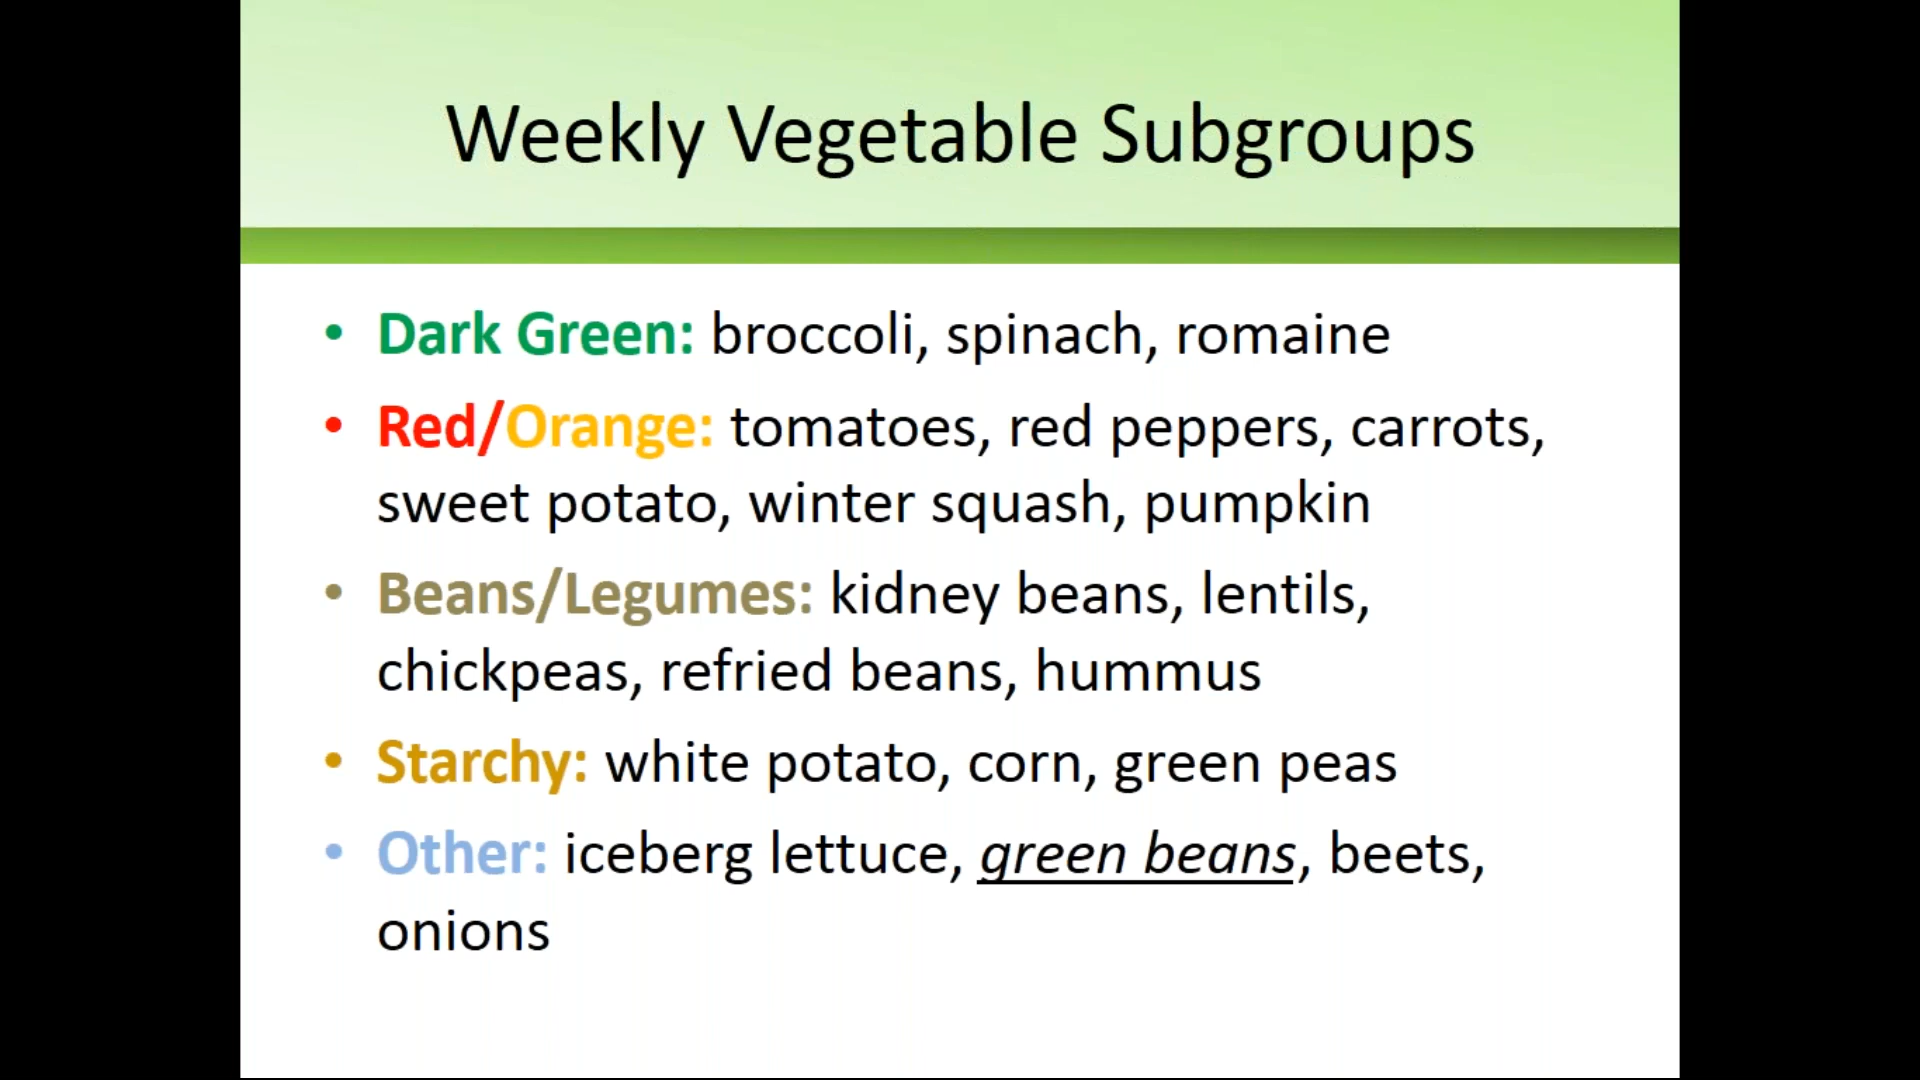 Weekly Vegetable Subgroups
• Dark Green: broccoli, spinach, romaine
• Red/Orange: tomatoes, red peppers, carrots,
sweet potato, winter squash, pumpkin
• Beans/Legumes: kidney beans, lentils,
chickpeas, refried beans, hummus
• Starchy: white potato, corn, green peas
• Other: iceberg lettuce, green beans, beets,
onions